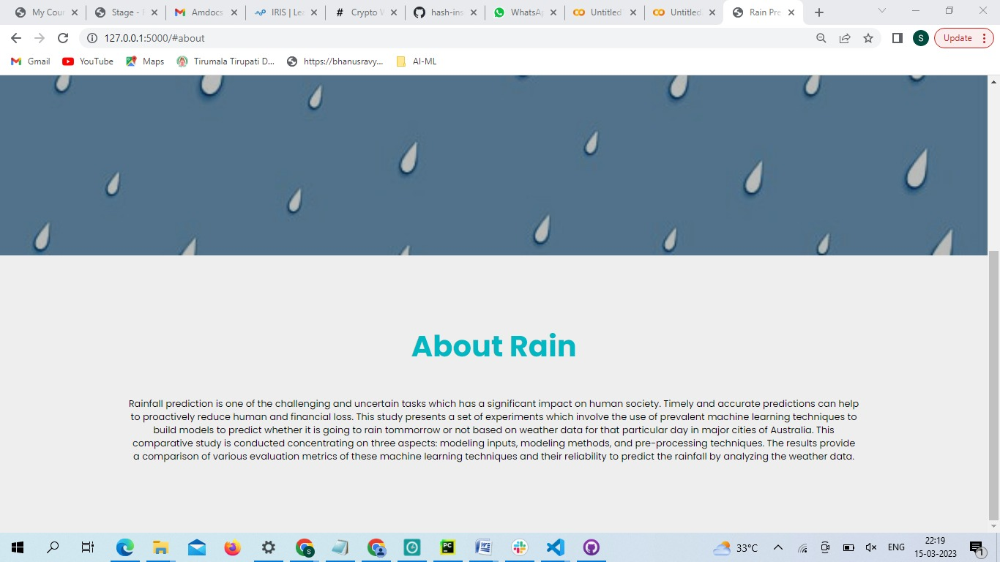 My Cour
Stage - F
Amdocs
IRIS | Lea
Crypto W
hash-ins
WhatsAp
Untitled
Untitled
Rain Pre
127.0.0.1:5000/#about
S
Update
Gmail
YouTube
Maps
Tirumala Tirupati D...
https://bhanusravy...
AI-ML
About Rain
Rainfall prediction is one of the challenging and uncertain tasks which has a significant impact on human society. Timely and accurate predictions can help
to proactively reduce human and financial loss. This study presents a set of experiments which involve the use of prevalent machine learning techniques to
build models to predict whether it is going to rain tommorrow or not based on weather data for that particular day in major cities of Australia. This
comparative study is conducted concentrating on three aspects: modeling inputs, modeling methods, and pre-processing techniques. The results provide
a comparison of various evaluation metrics of these machine learning techniques and their reliability to predict the rainfall by analyzing the weather data.
33°C
ENG
22:19
15-03-2023
1